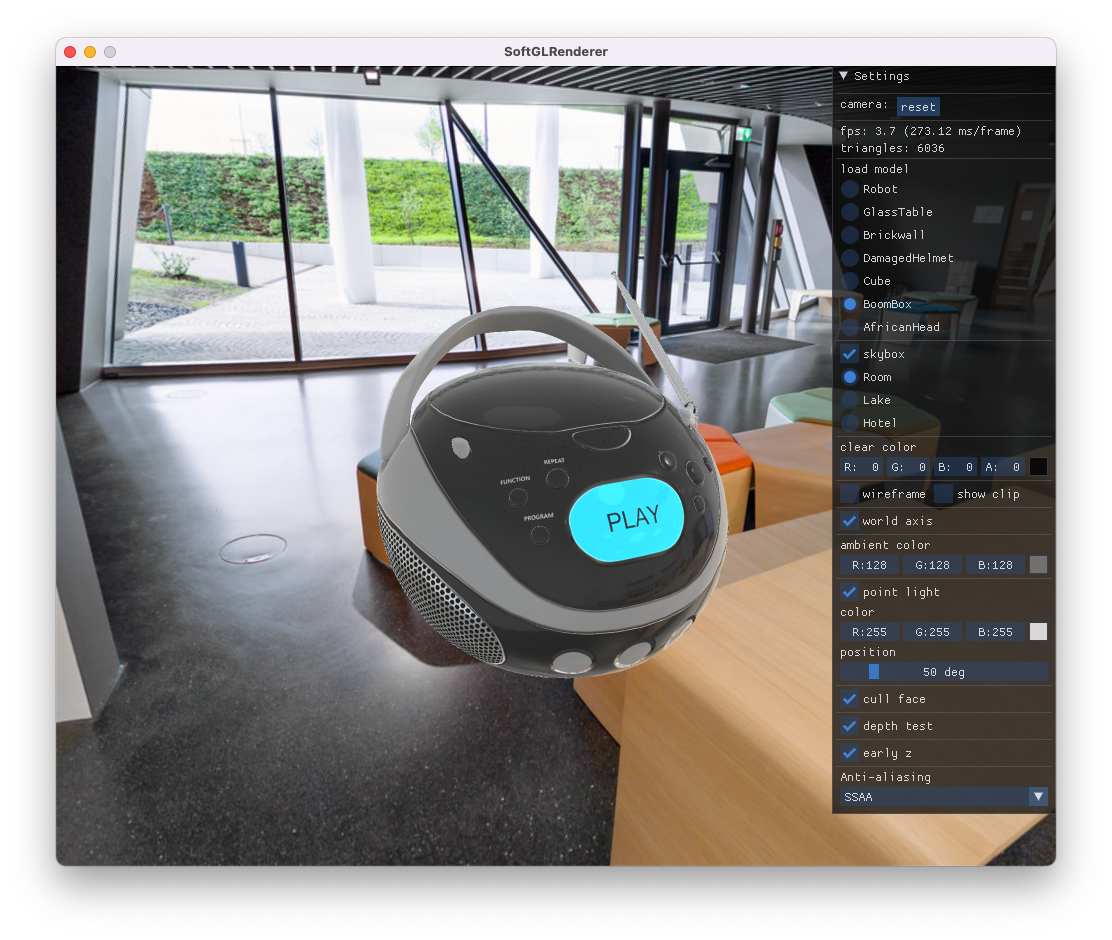 SoftGLRenderer
Settings
camera: reset
fps: 3.7 (273.12 ms/frame)
triangles: 6036
load model
Robot
GlassTable
Brickwall
DamagedHelmet
Cube
BoomBox
AfricanHead
skybox
Room
Lake
Hotel
clear color
R: 0 G: 0 B: 0 A: 0
wireframe show clip
world axis
ambient color
R:128 G:128 B:128
point light
color
R:255 G:255 B:255
position
50 deg
cull face
depth test
early z
Anti-aliasing
SSAA
REPEAT
FUNCTION
PROGRAM
PLAY